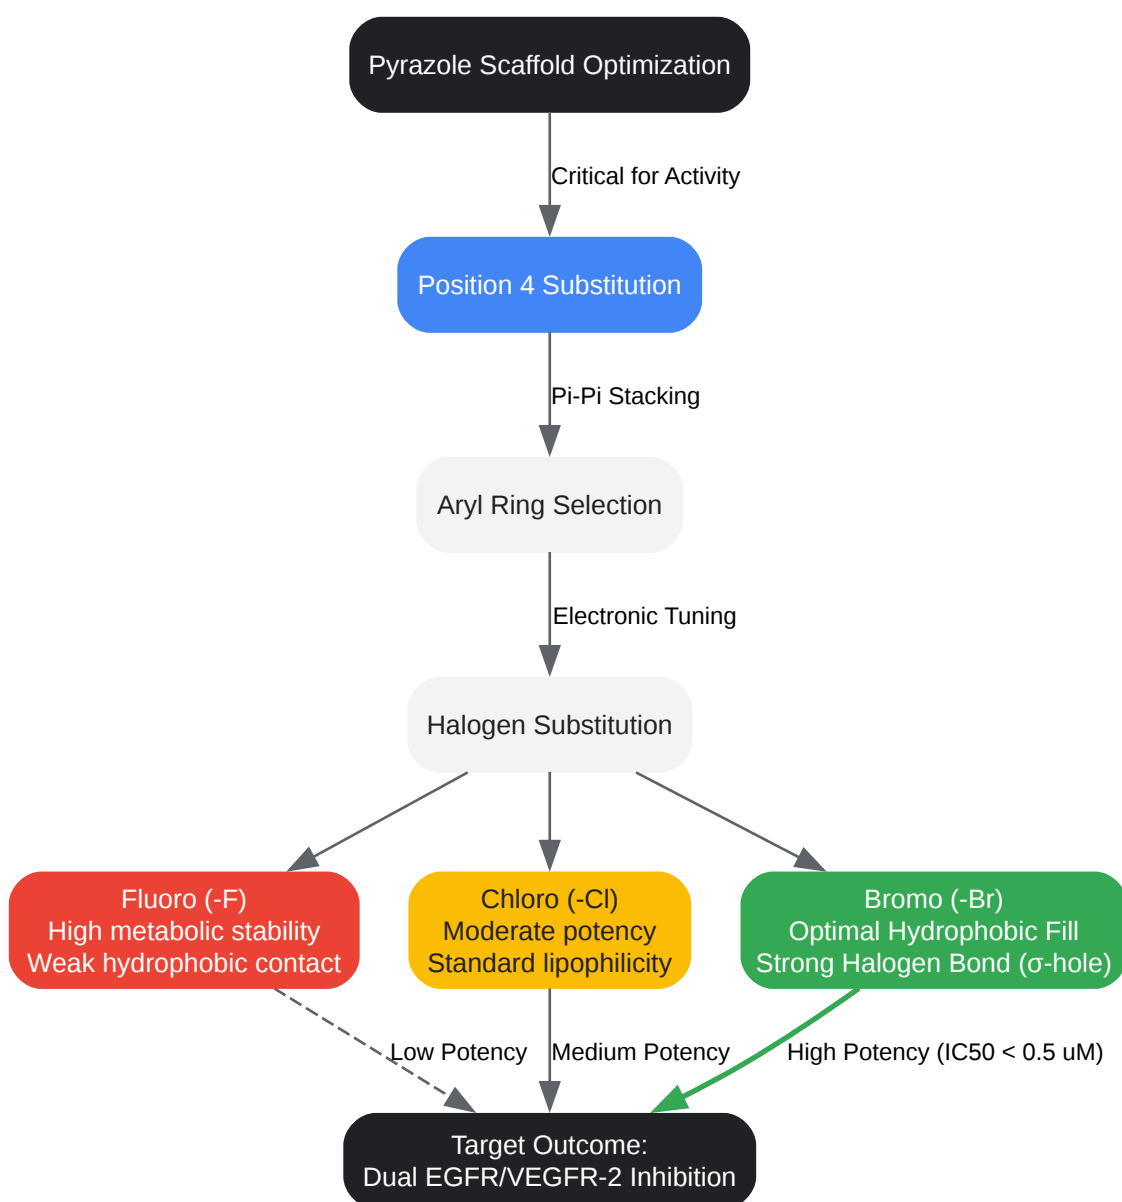 Pyrazole Scaffold Optimization
Critical for Activity
Position 4 Substitution
Pi-Pi Stacking
Aryl Ring Selection
Electronic Tuning
Halogen Substitution
Fluoro (-F)
High metabolic stability
Weak hydrophobic contact
Chloro (-Cl)
Moderate potency
Standard lipophilicity
Bromo (-Br)
Optimal Hydrophobic Fill
Strong Halogen Bond (σ-hole)
Low Potency
Medium Potency
High Potency (IC50 < 0.5 uM)
Target Outcome:
Dual EGFR/VEGFR-2 Inhibition